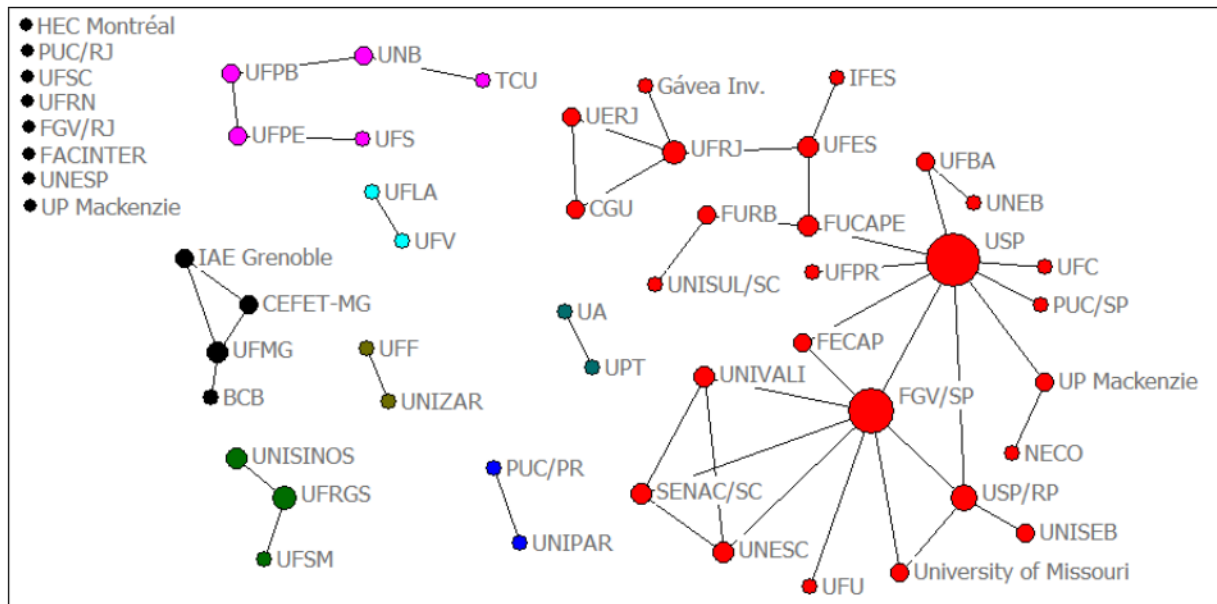 HEC Montréal
PUC/RJ
UFSC
UFRN
FGV/RJ
FACINTER
UNESP
UP Mackenzie
UFPB
UNB
TCU
UFPE
UFS
UFLA
UFV
IAE Grenoble
CEFET-MG
UFMG
BCB
UFF
UNIZAR
UA
UPT
UNISINOS
UFRGS
UFSM
PUC/PR
UNIPAR
Gávea Inv.
IFES
UERJ
UFRJ
UFES
CGU
FURB
FUCAPE
UFBA
UNEB
USP
UFPR
UFC
UNISUL/SC
PUC/SP
FECAP
UNIVALI
FGV/SP
UP Mackenzie
NECO
SENAC/SC
USP/RP
UNESC
UNISEB
UFU
University of Missouri